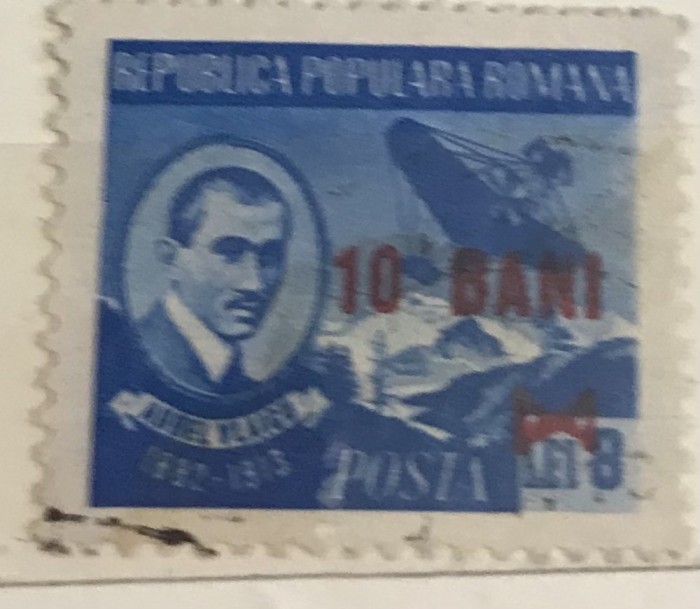 REPUBLICA POPULARA ROMANA
10 BANI
AUREL VLAICU
1882-1913
POSTA
LEI 8